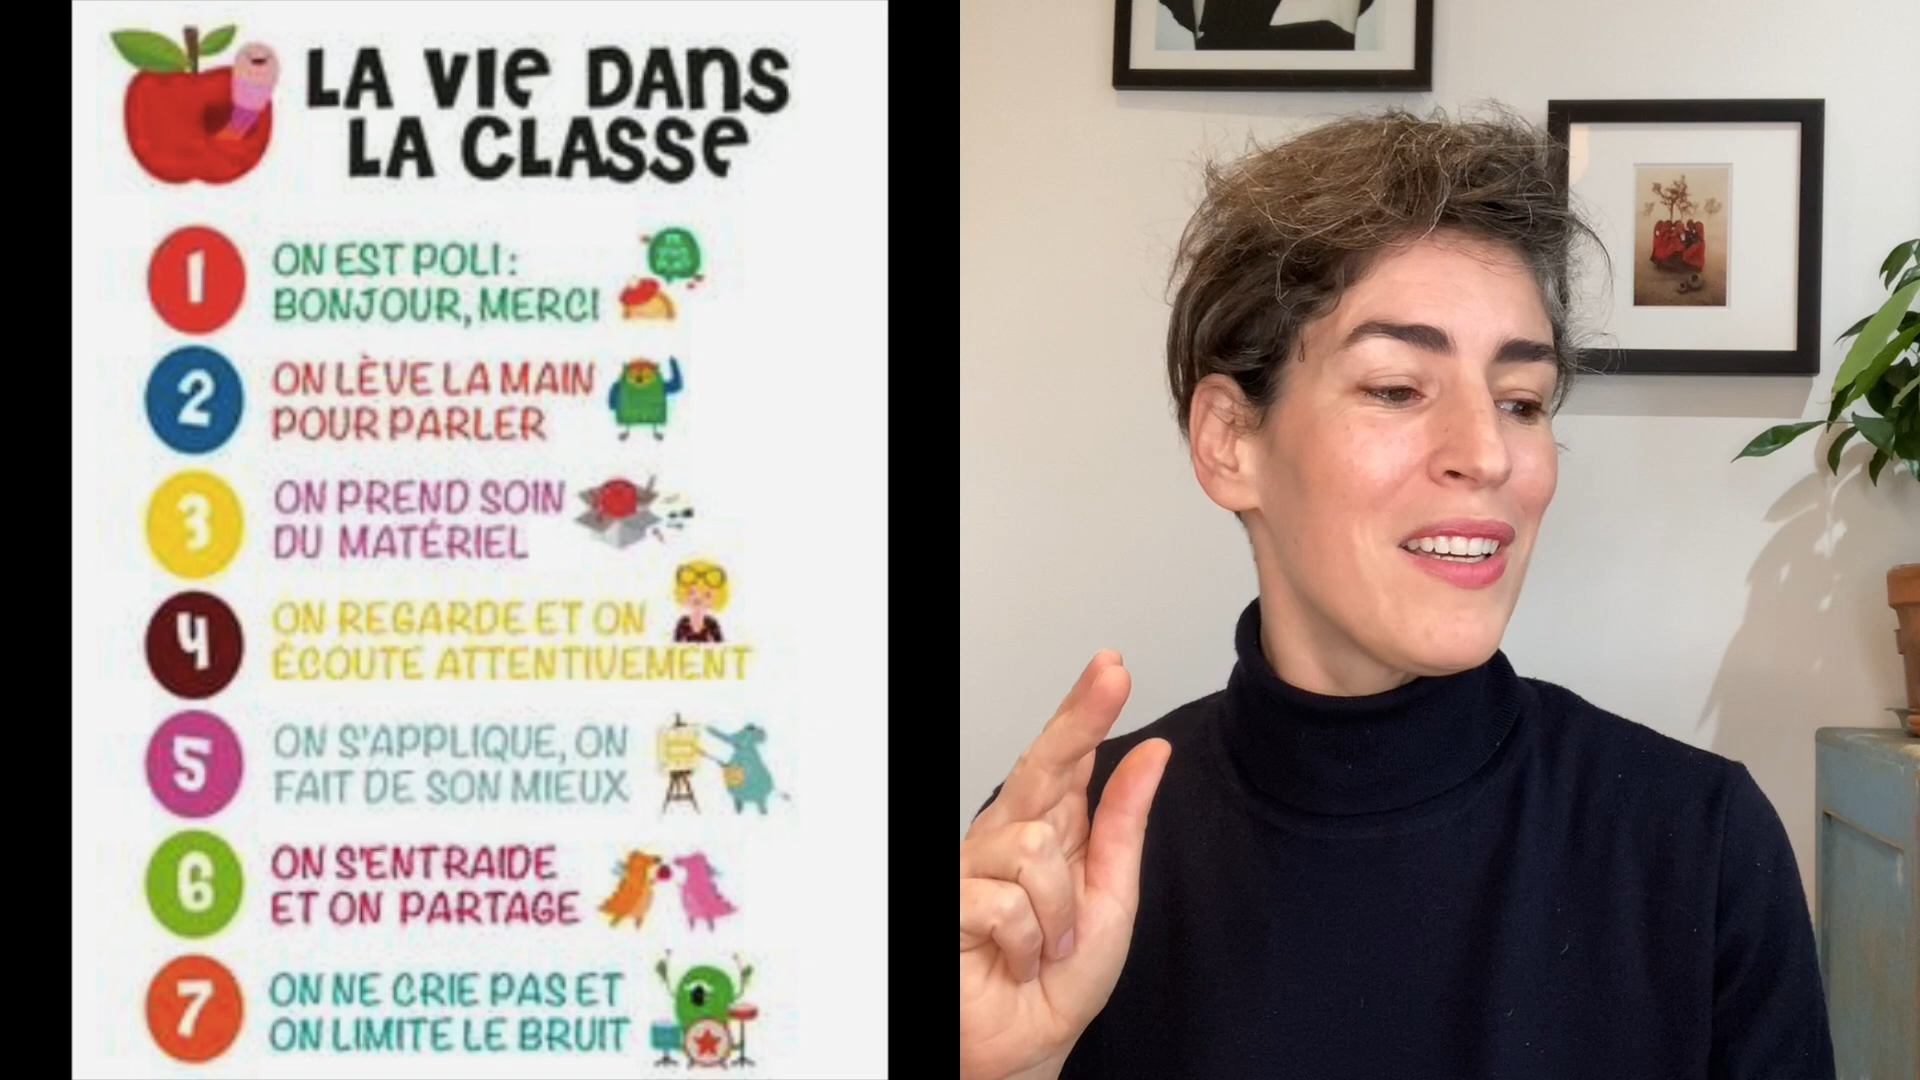 LA VIE DANS
LA CLASSE
1
ON EST POLI :
BONJOUR, MERCI
2
ON LÈVE LA MAIN
POUR PARLER
3
ON PREND SOIN
DU MATÉRIEL
4
ON REGARDE ET ON
ÉCOUTE ATTENTIVEMENT
5
ON S'APPLIQUE, ON
FAIT DE SON MIEUX
6
ON S'ENTRAIDE
ET ON PARTAGE
7
ON NE CRIE PAS ET
ON LIMITE LE BRUIT